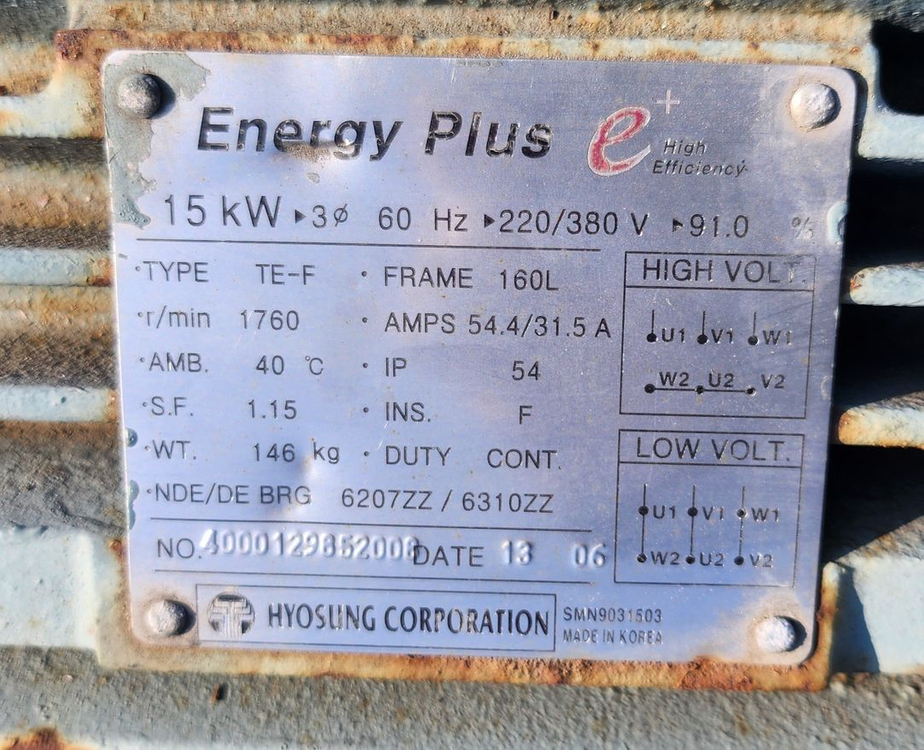 Energy Plus e+ High Efficiency
15 kW ▸3ø 60 Hz ▸220/380 V ▸91.0 %
·TYPE TE-F · FRAME 160L
·r/min 1760 · AMPS 54.4/31.5 A
·AMB. 40 ℃ · IP 54
·S.F. 1.15 · INS. F
·WT. 146 kg · DUTY CONT.
·NDE/DE BRG 6207ZZ / 6310ZZ
NO. DATE 13 06
HYOSUNG CORPORATION
SMN9031503
MADE IN KOREA
HIGH VOLT.
U1 V1 W1
W2 U2 V2
LOW VOLT.
U1 V1 W1
W2 U2 V2